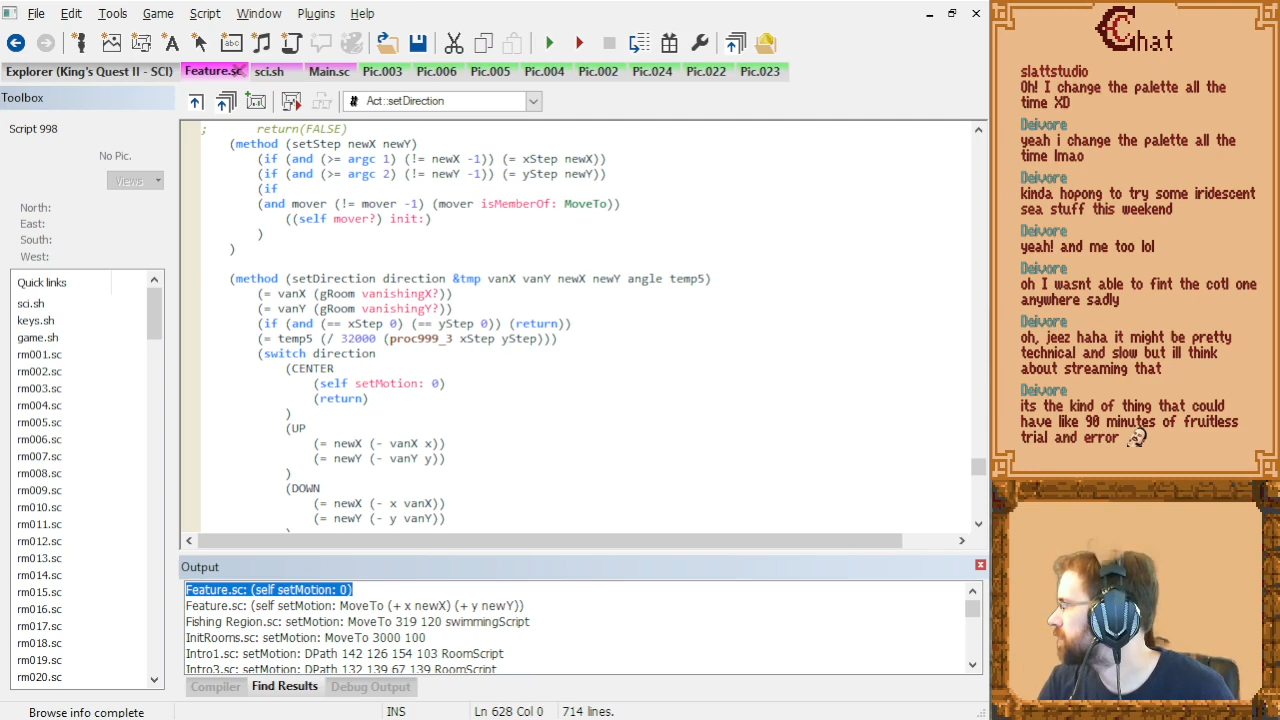 File Edit Tools Game Script Window Plugins Help
Explorer (King's Quest II - SCI) Feature.sc sci.sh Main.sc Pic.003 Pic.006 Pic.005 Pic.004 Pic.002 Pic.024 Pic.022 Pic.023
Toolbox
Act::setDirection
Script 998
No Pic.
Views
North:
East:
South:
West:
Quick links
sci.sh
keys.sh
game.sh
rm001.sc
rm002.sc
rm003.sc
rm004.sc
rm005.sc
rm006.sc
rm007.sc
rm008.sc
rm009.sc
rm010.sc
rm011.sc
rm012.sc
rm013.sc
rm014.sc
rm015.sc
rm016.sc
rm017.sc
rm018.sc
rm019.sc
rm020.sc
; return(FALSE)
(method (setStep newX newY)
(if (and (>= argc 1) (!= newX -1)) (= xStep newX))
(if (and (>= argc 2) (!= newY -1)) (= yStep newY))
(if
(and mover (!= mover -1) (mover isMemberOf: MoveTo))
((self mover?) init:)
)
)
(method (setDirection direction &tmp vanX vanY newX newY angle temp5)
(= vanX (gRoom vanishingX?))
(= vanY (gRoom vanishingY?))
(if (and (== xStep 0) (== yStep 0)) (return))
(= temp5 (/ 32000 (proc999_3 xStep yStep)))
(switch direction
(CENTER
(self setMotion: 0)
(return)
)
(UP
(= newX (- vanX x))
(= newY (- vanY y))
)
(DOWN
(= newX (- x vanX))
(= newY (- y vanY))
Output
Feature.sc: (self setMotion: 0)
Feature.sc: (self setMotion: MoveTo (+ x newX) (+ y newY))
Fishing Region.sc: setMotion: MoveTo 319 120 swimmingScript
InitRooms.sc: setMotion: MoveTo 3000 100
Intro1.sc: setMotion: DPath 142 126 154 103 RoomScript
Intro3.sc: setMotion: DPath 132 139 67 139 RoomScript
Compiler Find Results Debug Output
Browse info complete INS Ln 628 Col 0 714 lines.
Chat
slattstudio
Oh! I change the palette all the
time XD
Deivore
yeah i change the palette all the
time lmao
Deivore
kinda hopong to try some iridescent
sea stuff this weekend
Deivore
yeah! and me too lol
Deivore
oh I wasnt able to fint the cotl one
anywhere sadly
Deivore
oh, jeez haha it might be pretty
technical and slow but ill think
about streaming that
Deivore
its the kind of thing that could
have like 90 minutes of fruitless
trial and error